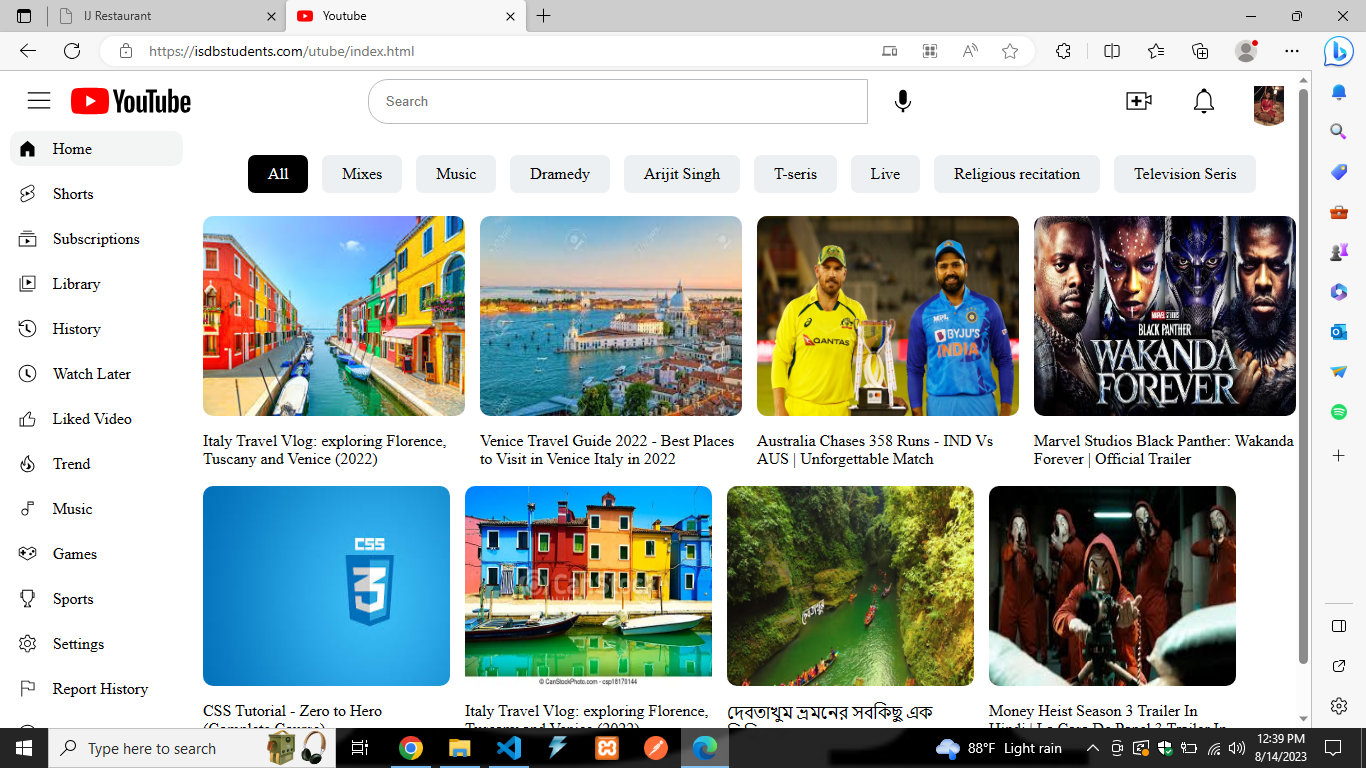 IJ Restaurant
Youtube
https://isdbstudents.com/utube/index.html
YouTube
Search
Home
Shorts
Subscriptions
Library
History
Watch Later
Liked Video
Trend
Music
Games
Sports
Settings
Report History
All Mixes Music Dramedy Arijit Singh T-seris Live Religious recitation Television Seris
QANTAS
MPL
BYJU'S
INDIA
MARVEL STUDIOS
BLACK PANTHER
WAKANDA
FOREVER
Italy Travel Vlog: exploring Florence,
Tuscany and Venice (2022)
Venice Travel Guide 2022 - Best Places
to Visit in Venice Italy in 2022
Australia Chases 358 Runs - IND Vs
AUS | Unforgettable Match
Marvel Studios Black Panther: Wakanda
Forever | Official Trailer
CSS
3
© CanStockPhoto.com - csp18170144
দেবতাখুম
CSS Tutorial - Zero to Hero
(Complete Course)
Italy Travel Vlog: exploring Florence,
Tuscany and Venice (2022)
দেবতাখুম ভ্রমনের সবকিছু এক
Money Heist Season 3 Trailer In
Hindi | La Casa De Papel 3 Trailer In
Type here to search
88°F Light rain
12:39 PM
8/14/2023